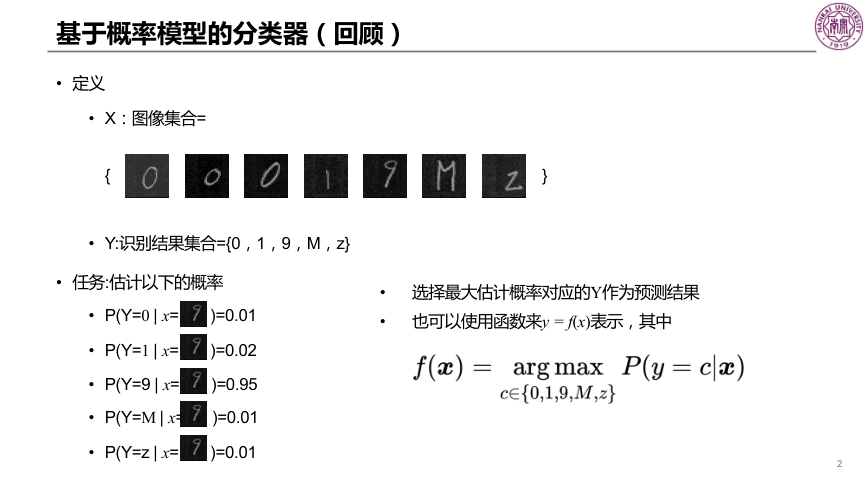 基于概率模型的分类器（回顾）
NANKAI UNIVERSITY
南開
1919
• 定义
• X：图像集合=
{ 0 0 0 1 9 M z }
• Y:识别结果集合={0，1，9，M，z}
• 任务:估计以下的概率
• P(Y=0 | x= 9 )=0.01
• P(Y=1 | x= 9 )=0.02
• P(Y=9 | x= 9 )=0.95
• P(Y=M | x= 9 )=0.01
• P(Y=z | x= 9 )=0.01
• 选择最大估计概率对应的Y作为预测结果
• 也可以使用函数来y = f(x)表示，其中
f(x) = arg max P(y = c|x)
c∈{0,1,9,M,z}
2